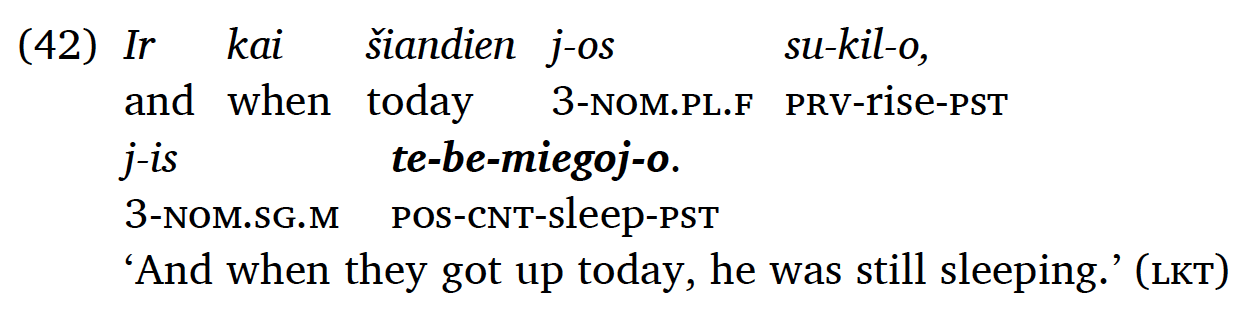 (42) Ir kai šiandien j-os su-kil-o,
and when today 3-NOM.PL.F PRV-rise-PST
j-is te-be-miegoj-o.
3-NOM.SG.M POS-CNT-sleep-PST
‘And when they got up today, he was still sleeping.’ (LKT)